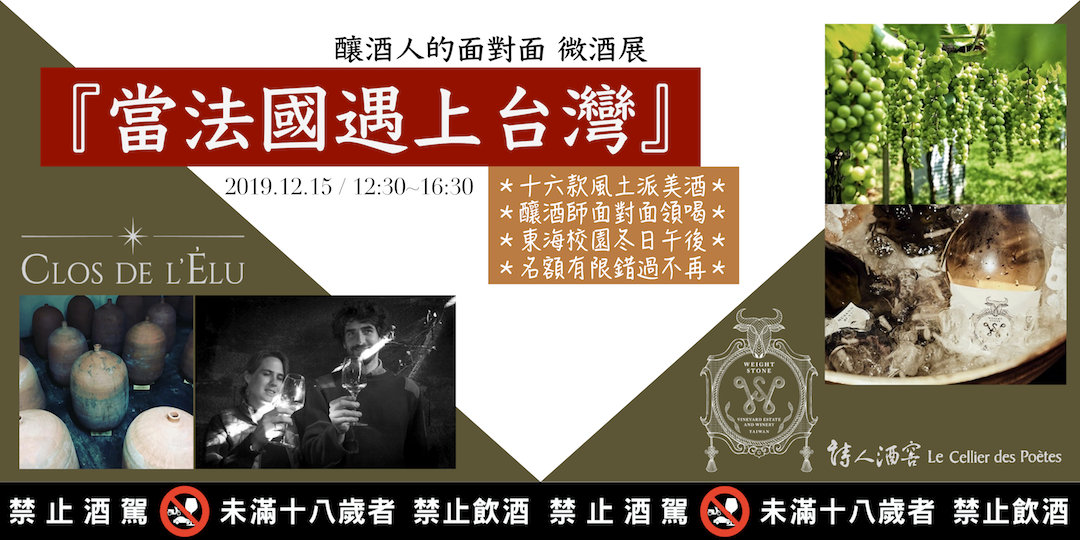 釀酒人的面對面 微酒展
『當法國遇上台灣』
2019.12.15 / 12:30~16:30
★十六款風土派美酒★
★釀酒師面對面領喝★
★東海校園冬日午後★
★名額有限錯過不再★
CLOS DE L'ÉLU
WEIGHT
STONE
VINEYARD ESTATE
AND WINERY
TAIWAN
詩人酒窖 Le Cellier des Poètes
禁止酒駕 未滿十八歲者 禁止飲酒 禁止酒駕 未滿十八歲者 禁止飲酒